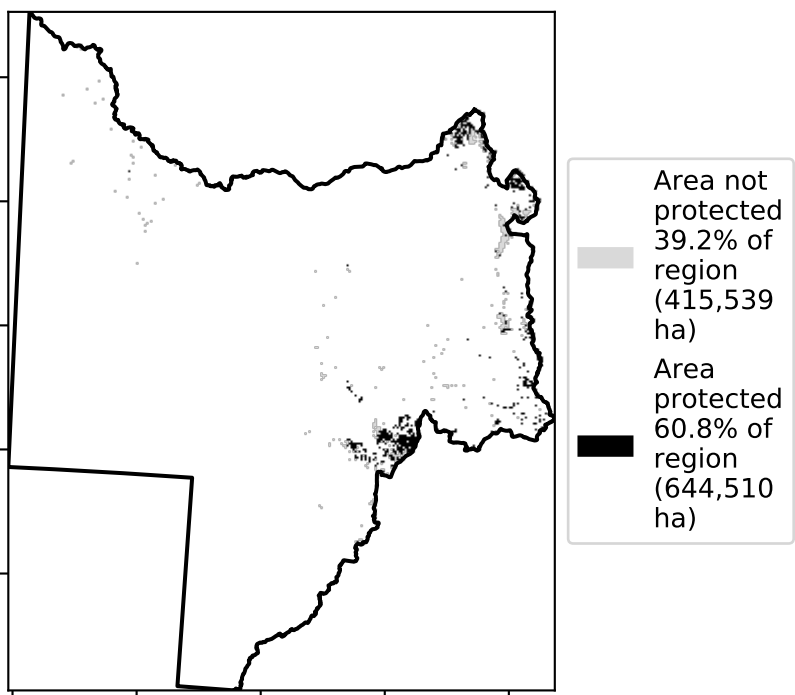 Area not
protected
39.2% of
region
(415,539
ha)
Area
protected
60.8% of
region
(644,510
ha)